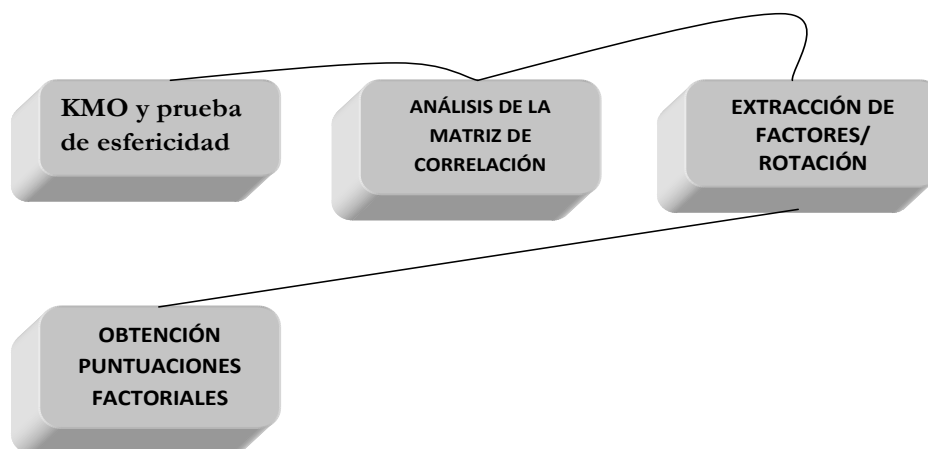 KMO y prueba
de esfericidad
ANÁLISIS DE LA
MATRIZ DE
CORRELACIÓN
EXTRACCIÓN DE
FACTORES/
ROTACIÓN
OBTENCIÓN
PUNTUACIONES
FACTORIALES